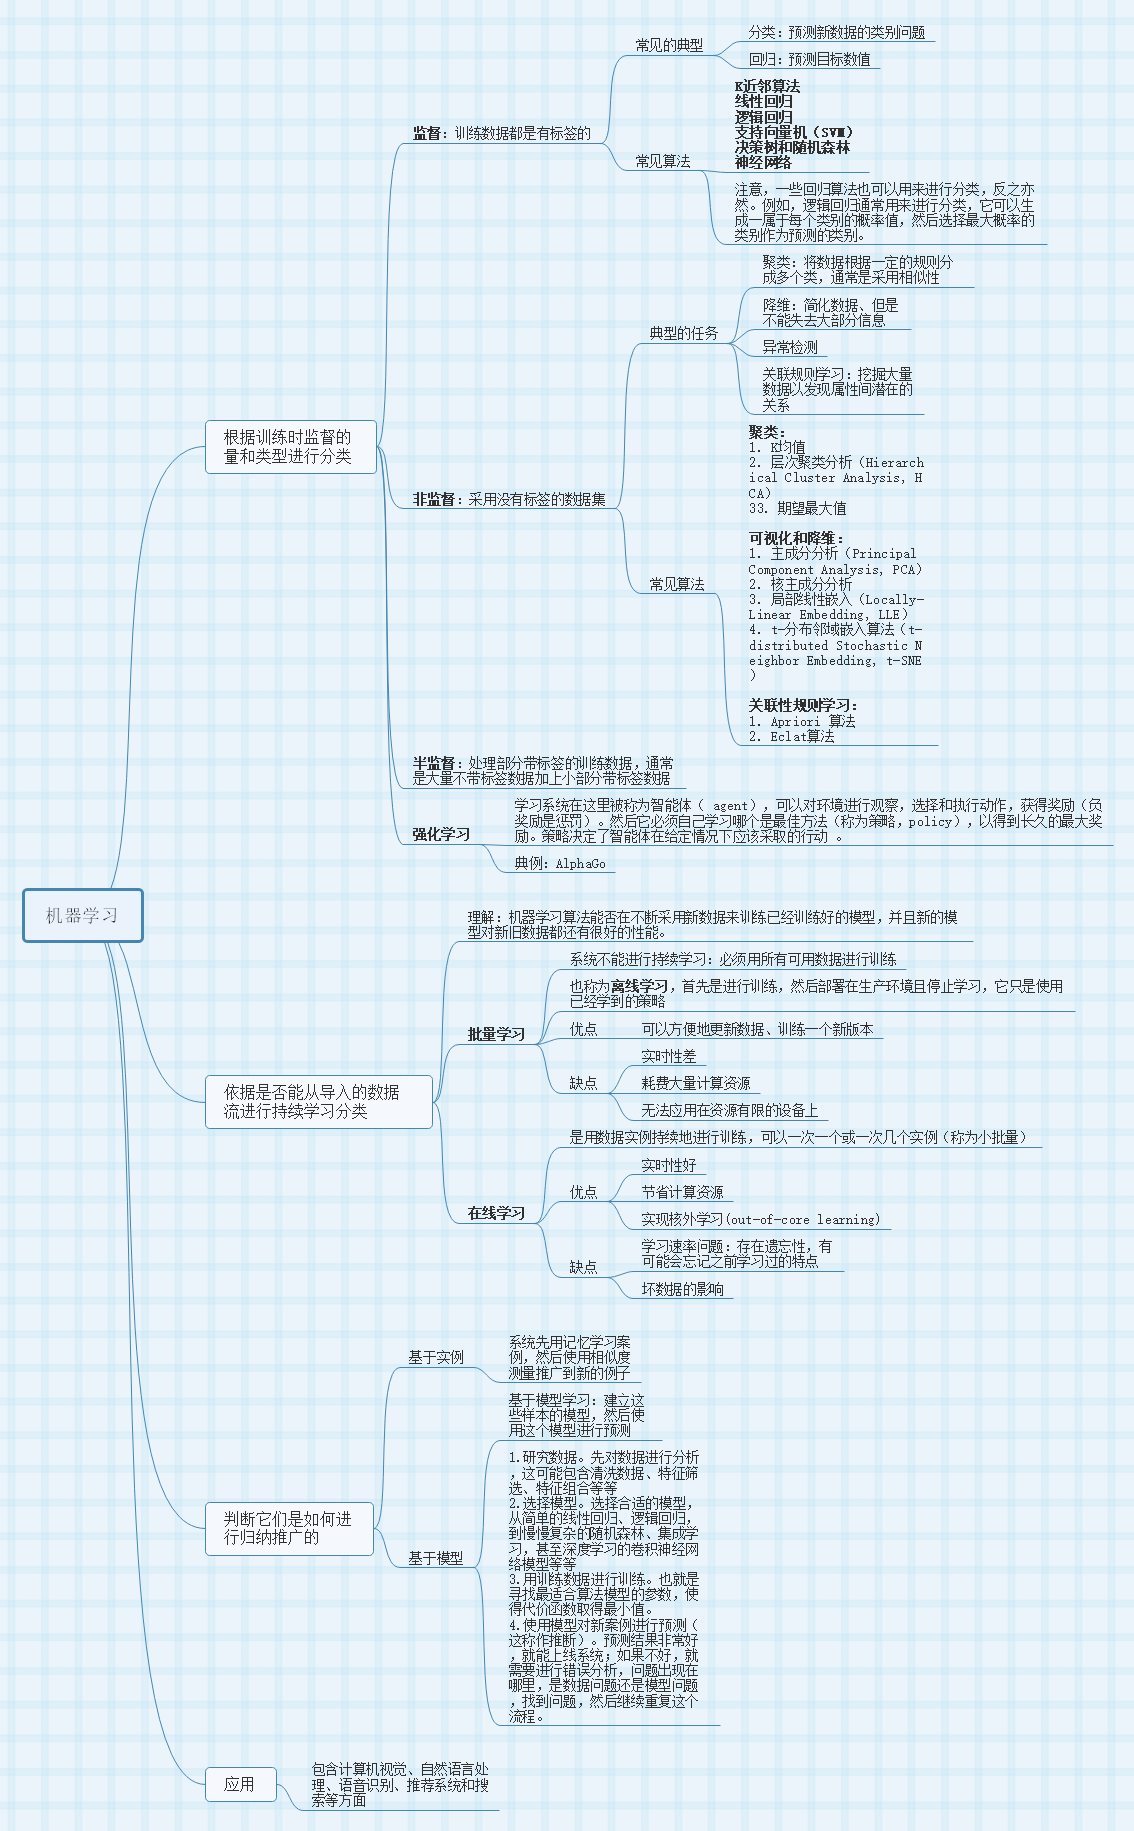 机器学习
根据训练时监督的
量和类型进行分类
监督：训练数据都是有标签的
常见的典型
分类：预测新数据的类别问题
回归：预测目标数值
常见算法
K近邻算法
线性回归
逻辑回归
支持向量机（SVM）
决策树和随机森林
神经网络
注意，一些回归算法也可以用来进行分类，反之亦
然。例如，逻辑回归通常用来进行分类，它可以生
成一属于每个类别的概率值，然后选择最大概率的
类别作为预测的类别。
非监督：采用没有标签的数据集
典型的任务
聚类：将数据根据一定的规则分
成多个类，通常是采用相似性
降维：简化数据、但是
不能失去大部分信息
异常检测
关联规则学习：挖掘大量
数据以发现属性间潜在的
关系
常见算法
聚类：
1. K均值
2. 层次聚类分析（Hierarch
ical Cluster Analysis, H
CA）
33. 期望最大值
可视化和降维：
1. 主成分分析（Principal
Component Analysis, PCA）
2. 核主成分分析
3. 局部线性嵌入（Locally-
Linear Embedding, LLE）
4. t-分布邻域嵌入算法（t-
distributed Stochastic N
eighbor Embedding, t-SNE
）
关联性规则学习：
1. Apriori 算法
2. Eclat算法
半监督：处理部分带标签的训练数据，通常
是大量不带标签数据加上小部分带标签数据
强化学习
学习系统在这里被称为智能体（ agent），可以对环境进行观察，选择和执行动作，获得奖励（负
奖励是惩罚）。然后它必须自己学习哪个是最佳方法（称为策略，policy），以得到长久的最大奖
励。策略决定了智能体在给定情况下应该采取的行动 。
典例：AlphaGo
依据是否能从导入的数据
流进行持续学习分类
理解：机器学习算法能否在不断采用新数据来训练已经训练好的模型，并且新的模
型对新旧数据都还有很好的性能。
批量学习
系统不能进行持续学习：必须用所有可用数据进行训练
也称为离线学习，首先是进行训练，然后部署在生产环境且停止学习，它只是使用
已经学到的策略
优点
可以方便地更新数据、训练一个新版本
缺点
实时性差
耗费大量计算资源
无法应用在资源有限的设备上
在线学习
是用数据实例持续地进行训练，可以一次一个或一次几个实例（称为小批量）
优点
实时性好
节省计算资源
实现核外学习(out-of-core learning)
缺点
学习速率问题：存在遗忘性，有
可能会忘记之前学习过的特点
坏数据的影响
判断它们是如何进
行归纳推广的
基于实例
系统先用记忆学习案
例，然后使用相似度
测量推广到新的例子
基于模型
基于模型学习：建立这
些样本的模型，然后使
用这个模型进行预测
1.研究数据。先对数据进行分析
，这可能包含清洗数据、特征筛
选、特征组合等等
2.选择模型。选择合适的模型，
从简单的线性回归、逻辑回归，
到慢慢复杂的随机森林、集成学
习，甚至深度学习的卷积神经网
络模型等等
3.用训练数据进行训练。也就是
寻找最适合算法模型的参数，使
得代价函数取得最小值。
4.使用模型对新案例进行预测（
这称作推断）。预测结果非常好
，就能上线系统；如果不好，就
需要进行错误分析，问题出现在
哪里，是数据问题还是模型问题
，找到问题，然后继续重复这个
流程。
应用
包含计算机视觉、自然语言处
理、语音识别、推荐系统和搜
索等方面